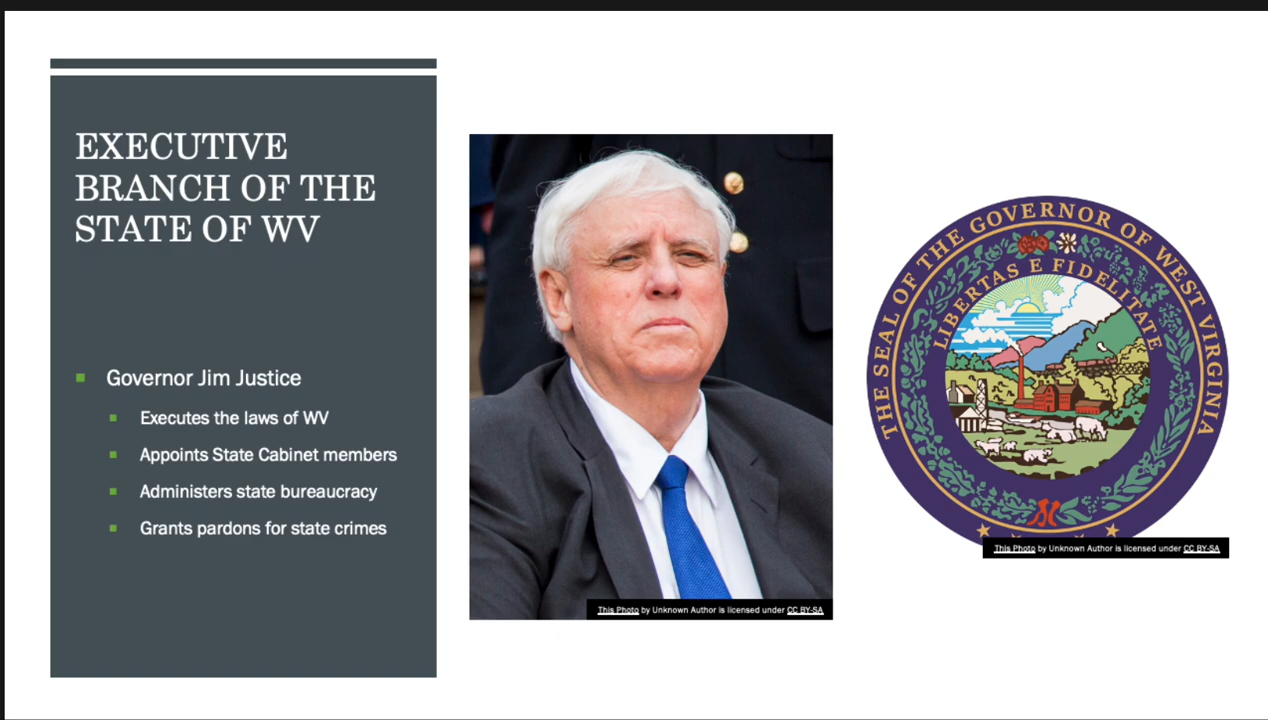 EXECUTIVE
BRANCH OF THE
STATE OF WV
Governor Jim Justice
Executes the laws of WV
Appoints State Cabinet members
Administers state bureaucracy
Grants pardons for state crimes
This Photo by Unknown Author is licensed under CC BY-SA
THE SEAL OF THE GOVERNOR OF WEST VIRGINIA
LIBERTAS E FIDELITATE
This Photo by Unknown Author is licensed under CC BY-SA